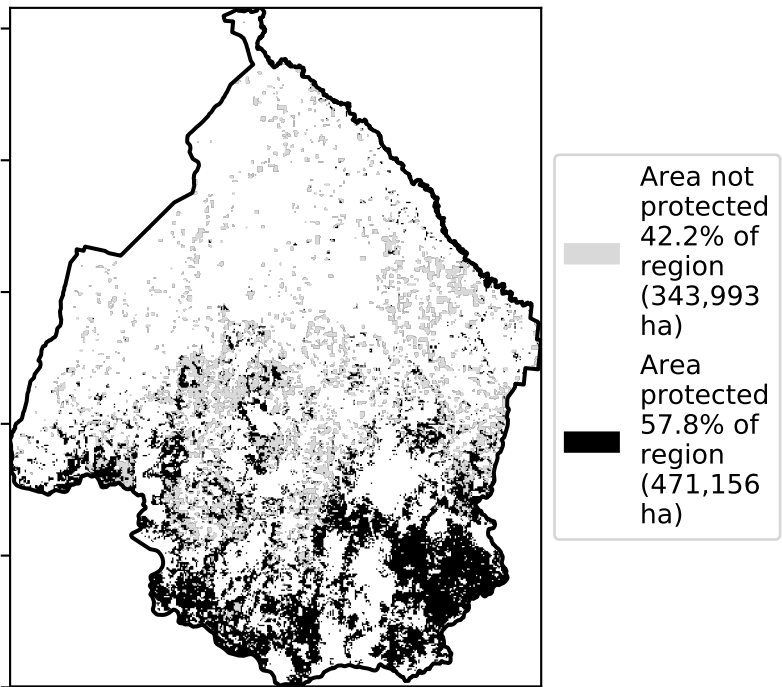 Area not
protected
42.2% of
region
(343,993
ha)
Area
protected
57.8% of
region
(471,156
ha)